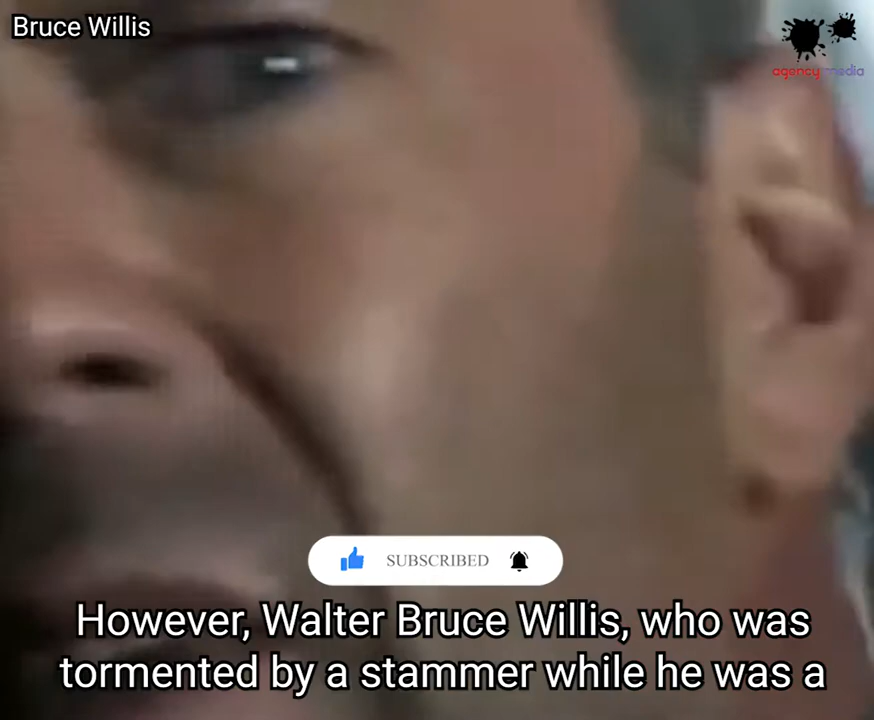 Bruce Willis
agency media
SUBSCRIBED
However, Walter Bruce Willis, who was
tormented by a stammer while he was a